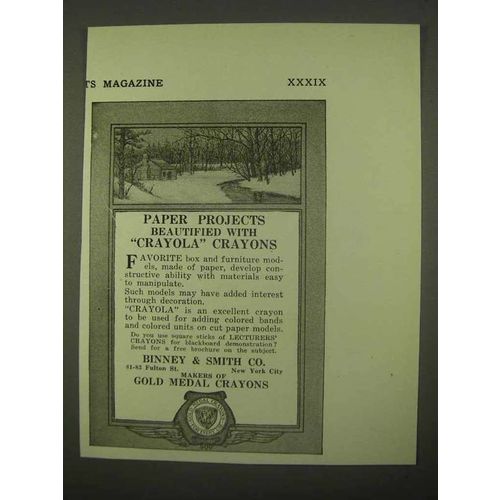 TS MAGAZINE XXXIX
PAPER PROJECTS
BEAUTIFIED WITH
"CRAYOLA" CRAYONS
FAVORITE box and furniture mod-
els, made of paper, develop con-
structive ability with materials easy
to manipulate.
Such models may have added interest
through decoration.
"CRAYOLA" is an excellent crayon
to be used for adding colored bands
and colored units on cut paper models.
Do you use square sticks of LECTURERS'
CRAYONS for blackboard demonstration?
Send for a free brochure on the subject.
BINNEY & SMITH CO.
81-83 Fulton St. New York City
MAKERS OF
GOLD MEDAL CRAYONS